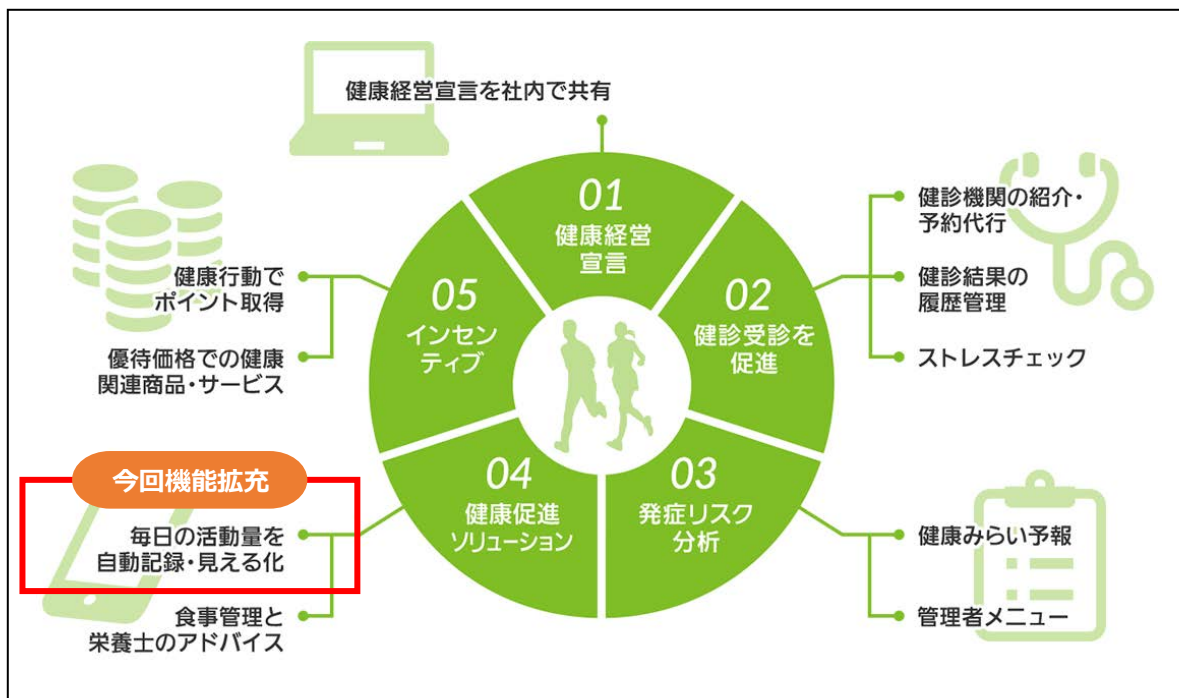 健康経営宣言を社内で共有
01
健康経営
宣言
02
健診受診を
促進
健診機関の紹介・
予約代行
健診結果の
履歴管理
ストレスチェック
03
発症リスク
分析
健康みらい予報
管理者メニュー
04
健康促進
ソリューション
今回機能拡充
毎日の活動量を
自動記録・見える化
食事管理と
栄養士のアドバイス
05
インセン
ティブ
健康行動で
ポイント取得
優待価格での健康
関連商品・サービス